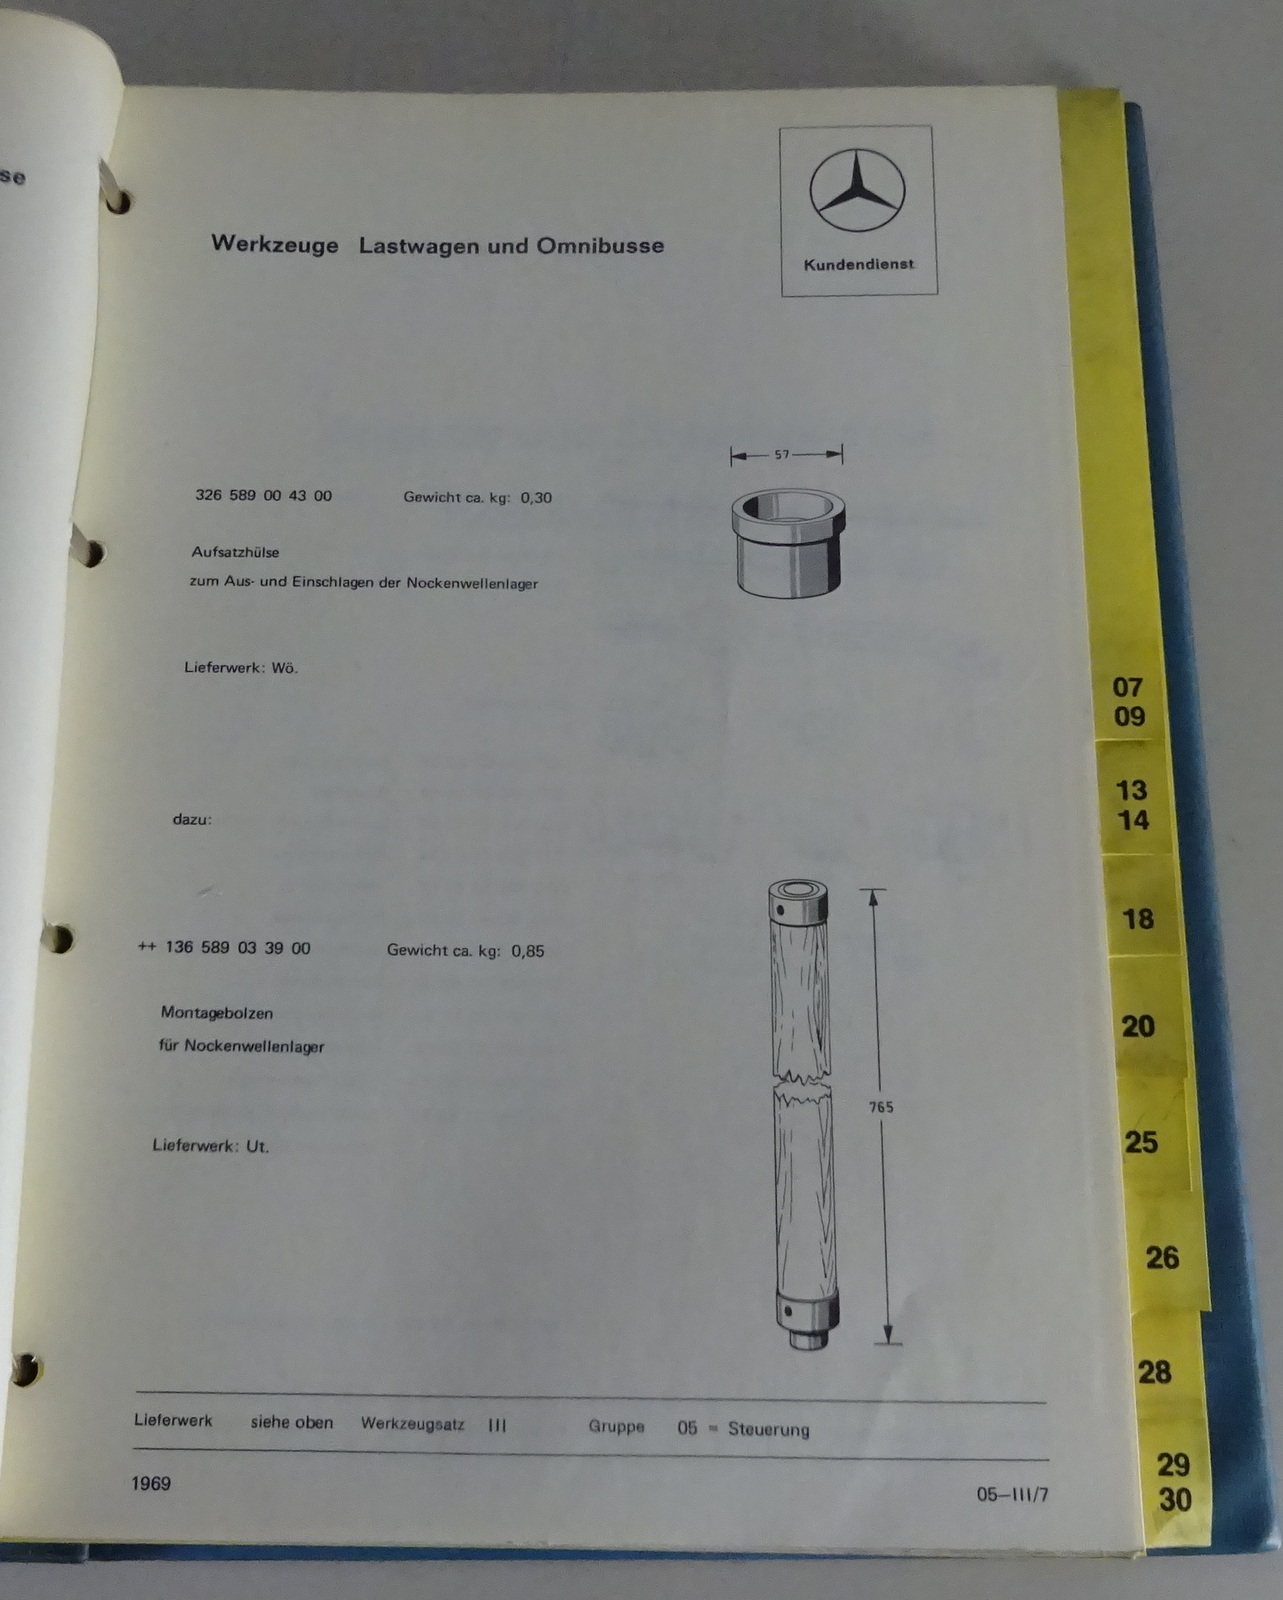 se
Werkzeuge Lastwagen und Omnibusse
Kundendienst
57
326 589 00 43 00 Gewicht ca. kg: 0,30
Aufsatzhülse
zum Aus- und Einschlagen der Nockenwellenlager
Lieferwerk: Wö.
dazu:
++ 136 589 03 39 00 Gewicht ca. kg: 0,85
Montagebolzen
für Nockenwellenlager
765
Lieferwerk: Ut.
Lieferwerk siehe oben Werkzeugsatz III Gruppe 05 = Steuerung
1969 05—III/7
07
09
13
14
18
20
25
26
28
29
30